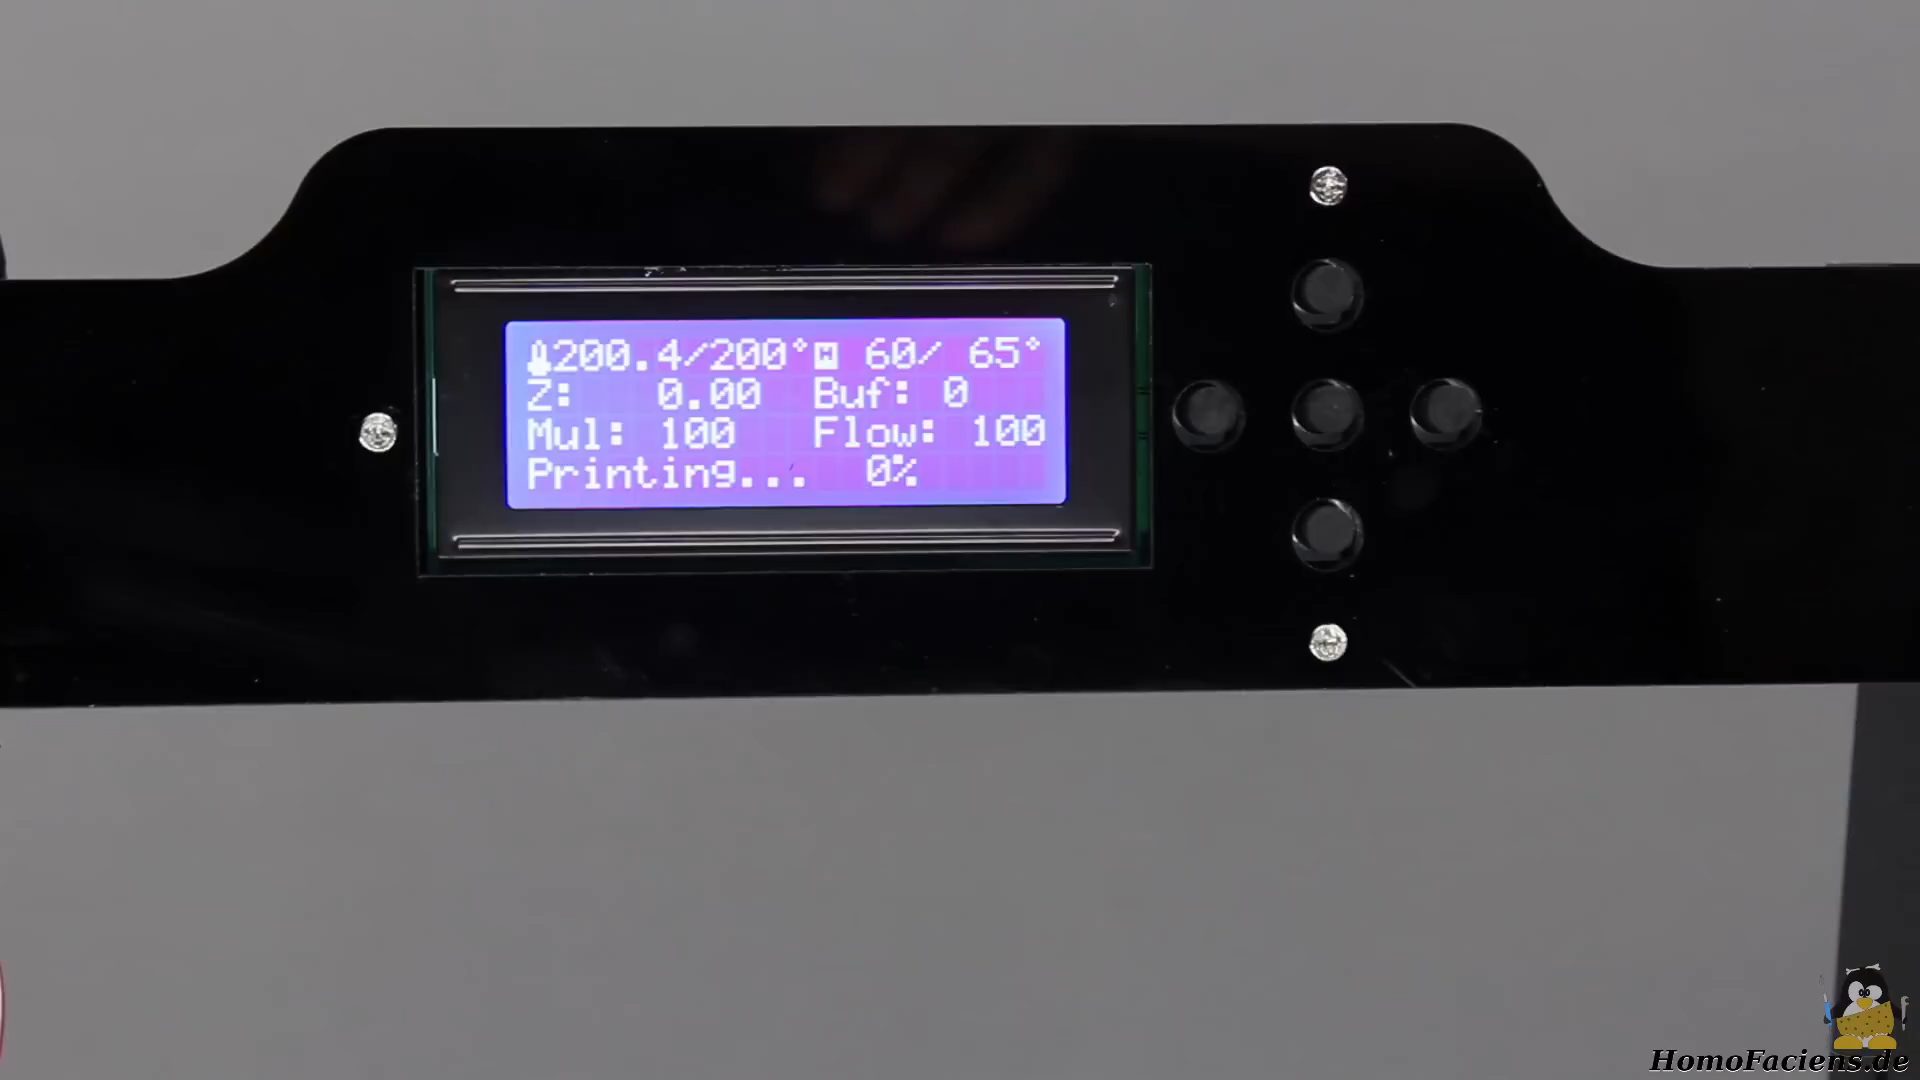 200.4/200° 60/ 65°
Z: 0.00 Buf: 0
Mul: 100 Flow: 100
Printing... 0%
HomoFaciens.de